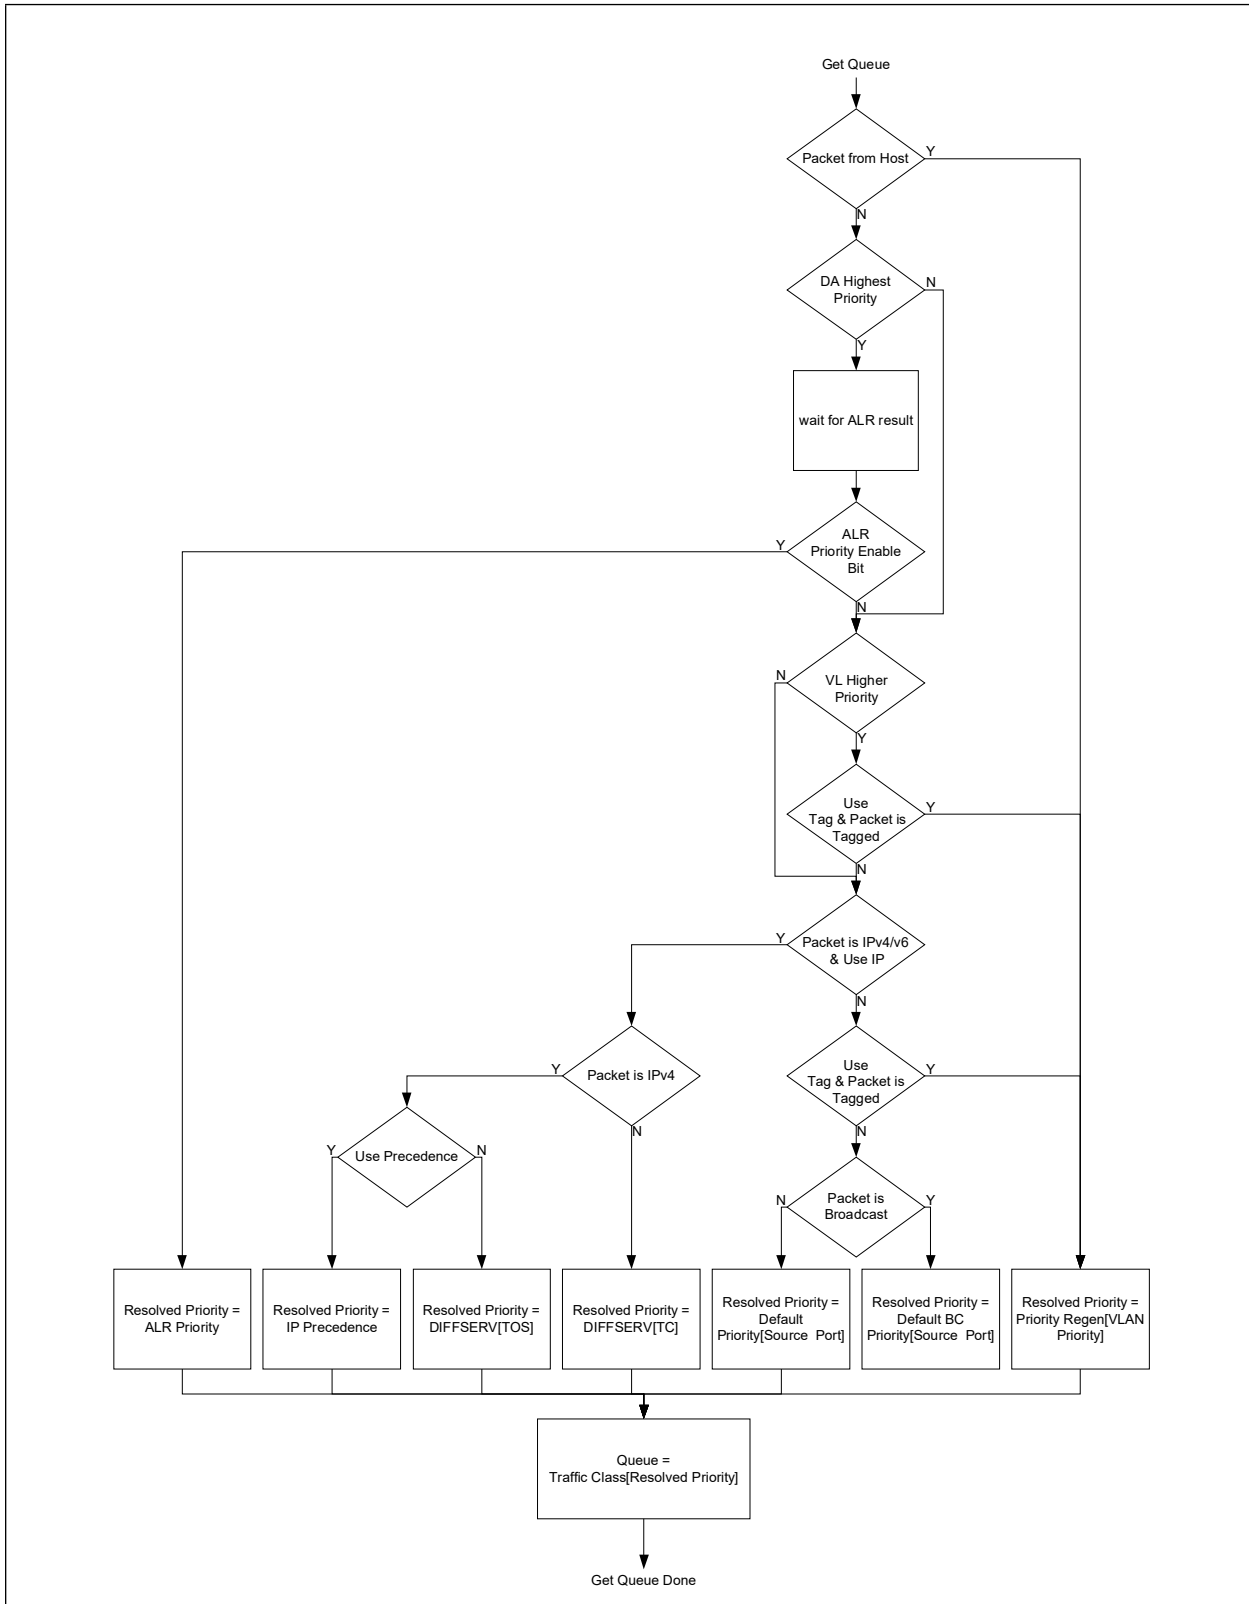 Get Queue
Packet from Host
Y
N
DA Highest
Priority
N
Y
wait for ALR result
ALR
Priority Enable
Bit
Y
N
VL Higher
Priority
N
Y
Use
Tag & Packet is
Tagged
Y
N
Packet is IPv4/v6
& Use IP
Y
N
Packet is IPv4
Y
N
Use
Tag & Packet is
Tagged
Y
N
Use Precedence
Y
N
Packet is
Broadcast
N
Y
Resolved Priority =
ALR Priority
Resolved Priority =
IP Precedence
Resolved Priority =
DIFFSERV[TOS]
Resolved Priority =
DIFFSERV[TC]
Resolved Priority =
Default
Priority[Source Port]
Resolved Priority =
Default BC
Priority[Source Port]
Resolved Priority =
Priority Regen[VLAN
Priority]
Queue =
Traffic Class[Resolved Priority]
Get Queue Done